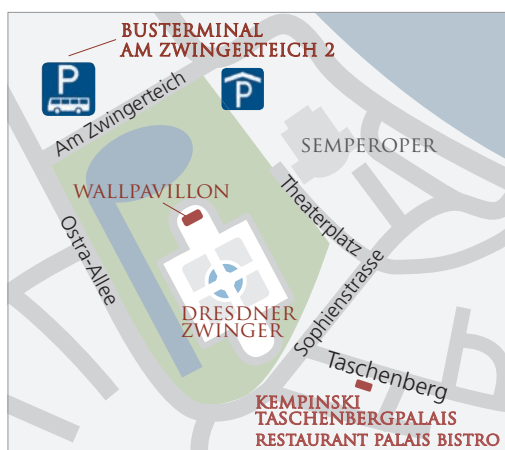 BUSTERMINAL
AM ZWINGERTEICH 2
P
P
Am Zwingerteich
SEMPEROPER
WALLPAVILLON
Theaterplatz
Ostra-Allee
DRESDNER
ZWINGER
Sophienstrasse
Taschenberg
KEMPINSKI
TASCHENBERGPALAIS
RESTAURANT PALAIS BISTRO